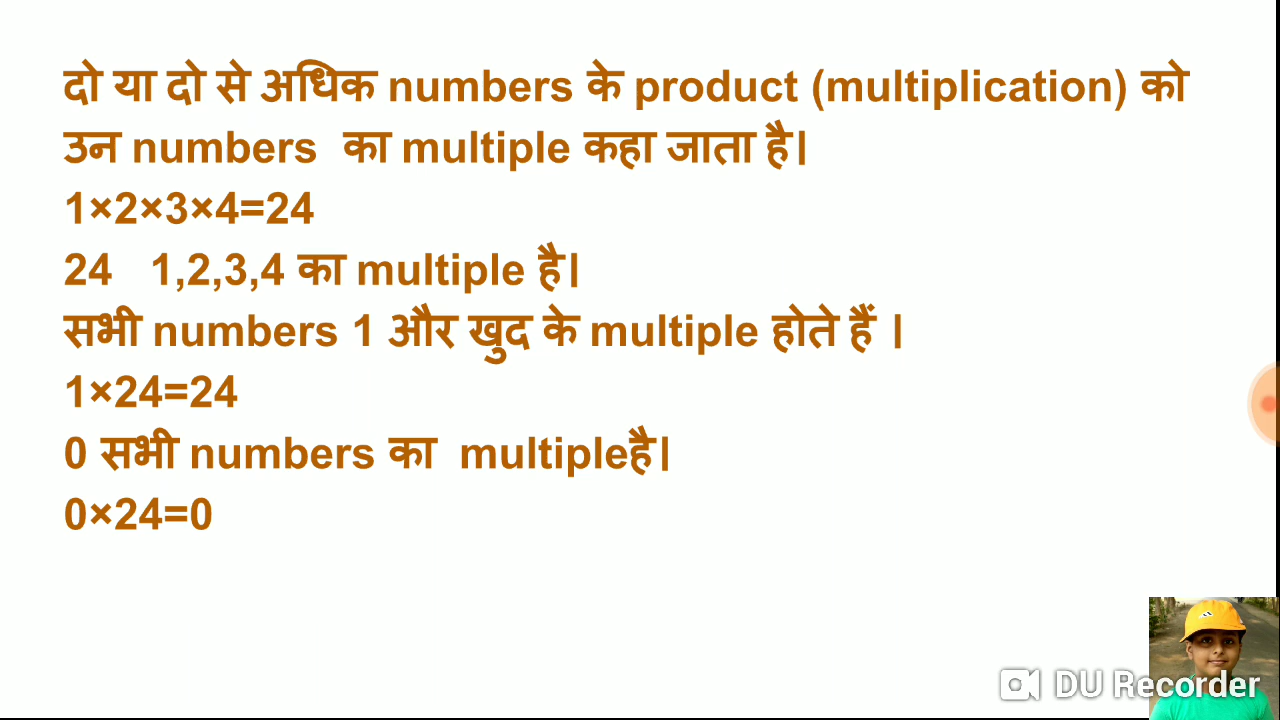 दो या दो से अधिक numbers के product (multiplication) को
उन numbers का multiple कहा जाता है।
1×2×3×4=24
24 1,2,3,4 का multiple है।
सभी numbers 1 और खुद के multiple होते हैं ।
1×24=24
0 सभी numbers का multipleहै।
0×24=0
DU Recorder